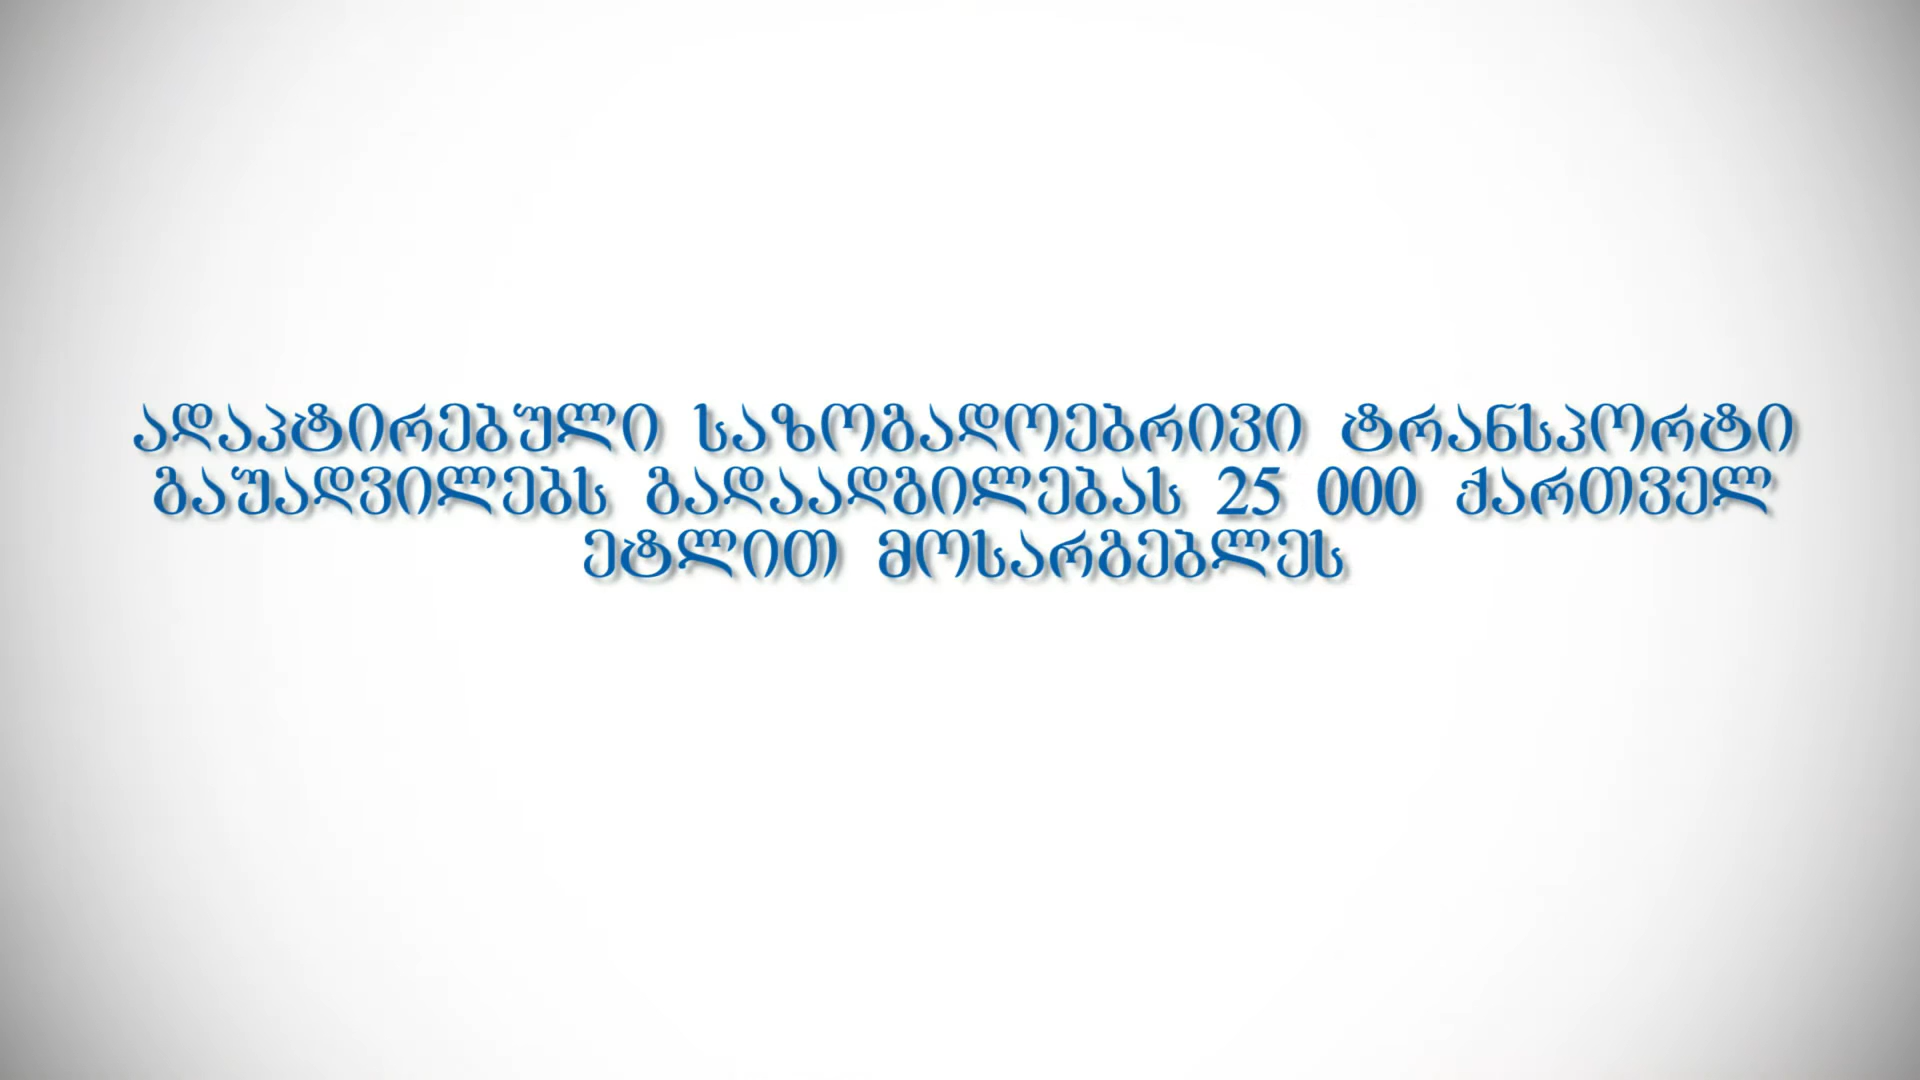 ადაპტირებული საზოგადოებრივი ტრანსპორტი
გაუადვილებს გადაადგილებას 25 000 ქართველ
ეტლით მოსარგებლეს